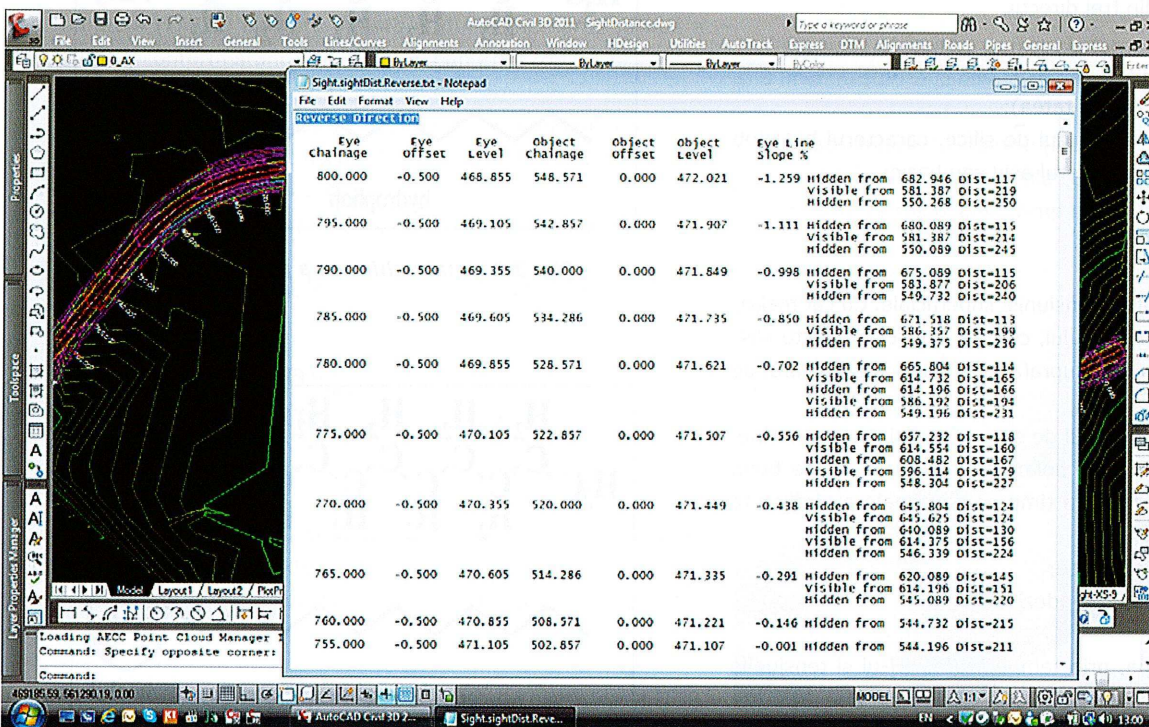 AutoCAD Civil 3D 2011 SightDistance.dwg
Type a keyword or phrase
File Edit View Insert General Tools Lines/Curves Alignments Annotation Window HDesign Utilities AutoTrack Express DTM Alignments Roads Pipes General Express
0_AX
ByLayer ByLayer ByLayer ByColor
Sight.sightDist.Reverse.txt - Notepad
File Edit Format View Help
Reverse Direction
Eye Eye Eye Object Object Object Eye Line
Chainage Offset Level Chainage Offset Level Slope %
800.000 -0.500 468.855 548.571 0.000 472.021 -1.259 Hidden from 682.946 Dist=117
Visible from 581.387 Dist=219
Hidden from 550.268 Dist=250
795.000 -0.500 469.105 542.857 0.000 471.907 -1.111 Hidden from 680.089 Dist=115
Visible from 581.387 Dist=214
Hidden from 550.089 Dist=245
790.000 -0.500 469.355 540.000 0.000 471.849 -0.998 Hidden from 675.089 Dist=115
Visible from 583.877 Dist=206
Hidden from 549.732 Dist=240
785.000 -0.500 469.605 534.286 0.000 471.735 -0.850 Hidden from 671.518 Dist=113
Visible from 586.357 Dist=199
Hidden from 549.375 Dist=236
780.000 -0.500 469.855 528.571 0.000 471.621 -0.702 Hidden from 665.804 Dist=114
Visible from 614.732 Dist=165
Hidden from 614.196 Dist=166
Visible from 586.192 Dist=194
Hidden from 549.196 Dist=231
775.000 -0.500 470.105 522.857 0.000 471.507 -0.556 Hidden from 657.232 Dist=118
Visible from 614.554 Dist=160
Hidden from 608.482 Dist=167
Visible from 596.114 Dist=179
Hidden from 548.304 Dist=227
770.000 -0.500 470.355 520.000 0.000 471.449 -0.438 Hidden from 645.804 Dist=124
Visible from 645.625 Dist=124
Hidden from 640.089 Dist=130
Visible from 614.375 Dist=156
Hidden from 546.339 Dist=224
765.000 -0.500 470.605 514.286 0.000 471.335 -0.291 Hidden from 620.089 Dist=145
Visible from 614.196 Dist=151
Hidden from 545.089 Dist=220
760.000 -0.500 470.855 508.571 0.000 471.221 -0.146 Hidden from 544.732 Dist=215
755.000 -0.500 471.105 502.857 0.000 471.107 -0.001 Hidden from 544.196 Dist=211
Properties
Toolspace
Layer Properties Manager
Model Layout1 Layout2
Loading AECC Point Cloud Manager
Command: Specify opposite corner:
Command:
469185.59, 561290.19, 0.00
MODEL 1:1
AutoCAD Civil 3D 2... Sight.sightDist.Reve... EN 13:00